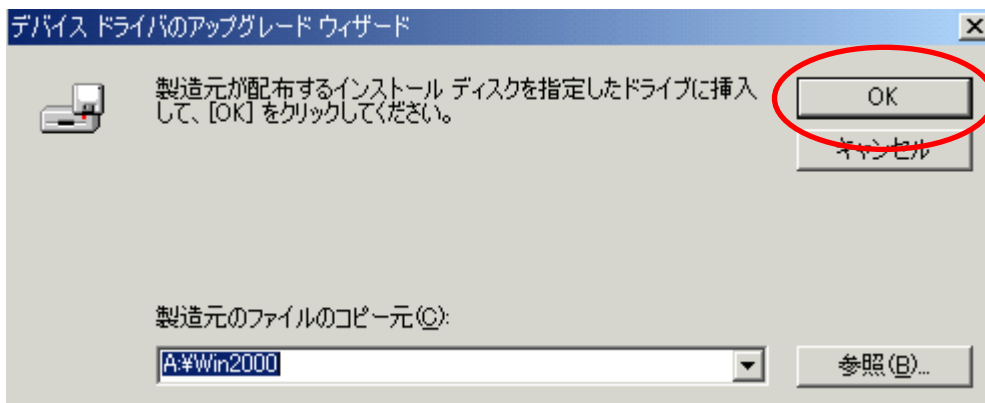 デバイス ドライバのアップグレード ウィザード
製造元が配布するインストール ディスクを指定したドライブに挿入
して、[OK] をクリックしてください。
OK
キャンセル
製造元のファイルのコピー元(C):
A:¥Win2000
参照(B)...